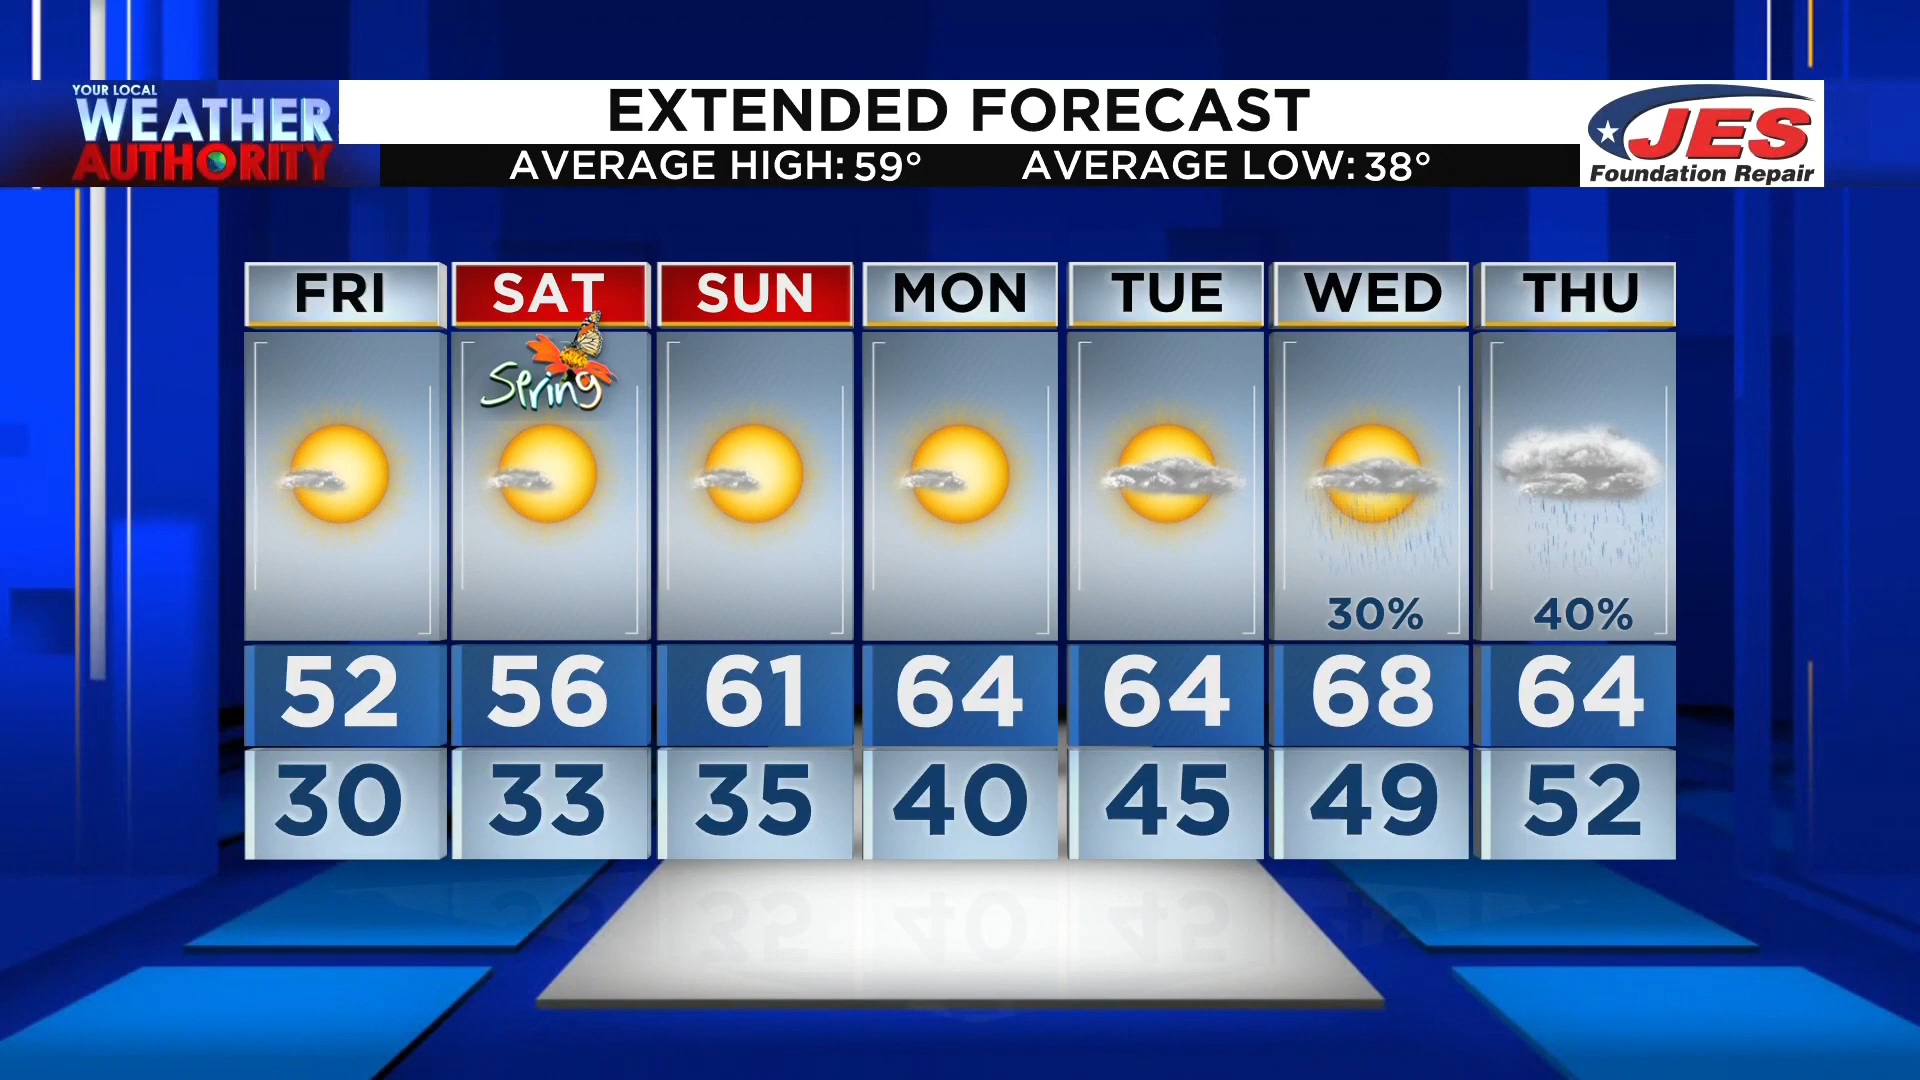 YOUR LOCAL
WEATHER
AUTHORITY
EXTENDED FORECAST
AVERAGE HIGH: 59° AVERAGE LOW: 38°
JES
Foundation Repair
FRI SAT SUN MON TUE WED THU
Spring
30% 40%
52 56 61 64 64 68 64
30 33 35 40 45 49 52